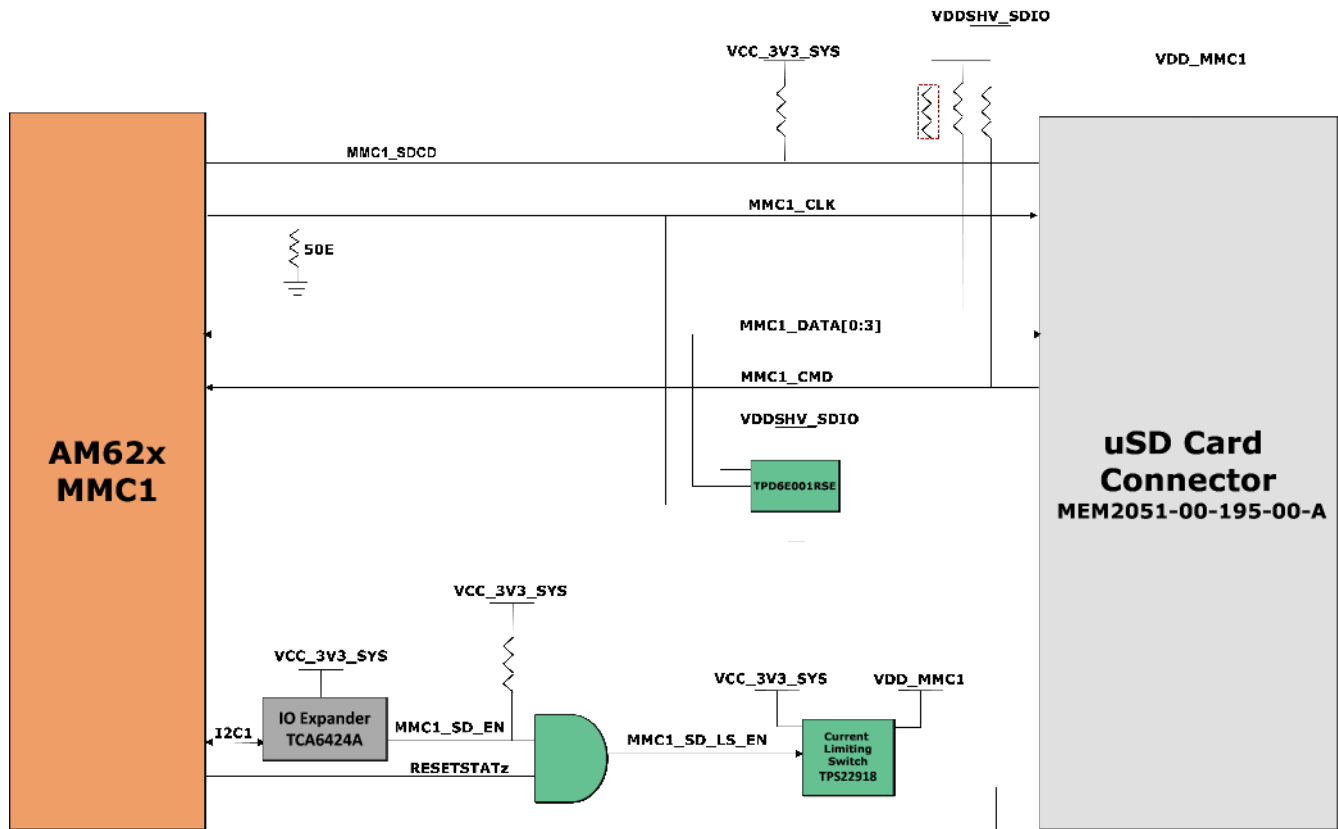 VDDSHV_SDIO
VCC_3V3_SYS
VDD_MMC1
MMC1_SDCD
MMC1_CLK
50E
MMC1_DATA[0:3]
MMC1_CMD
VDDSHV_SDIO
AM62x
MMC1
TPD6E001RSE
uSD Card
Connector
MEM2051-00-195-00-A
VCC_3V3_SYS
VCC_3V3_SYS
VCC_3V3_SYS
VDD_MMC1
I2C1
IO Expander
TCA6424A
MMC1_SD_EN
MMC1_SD_LS_EN
Current
Limiting
Switch
TPS22918
RESETSTATz